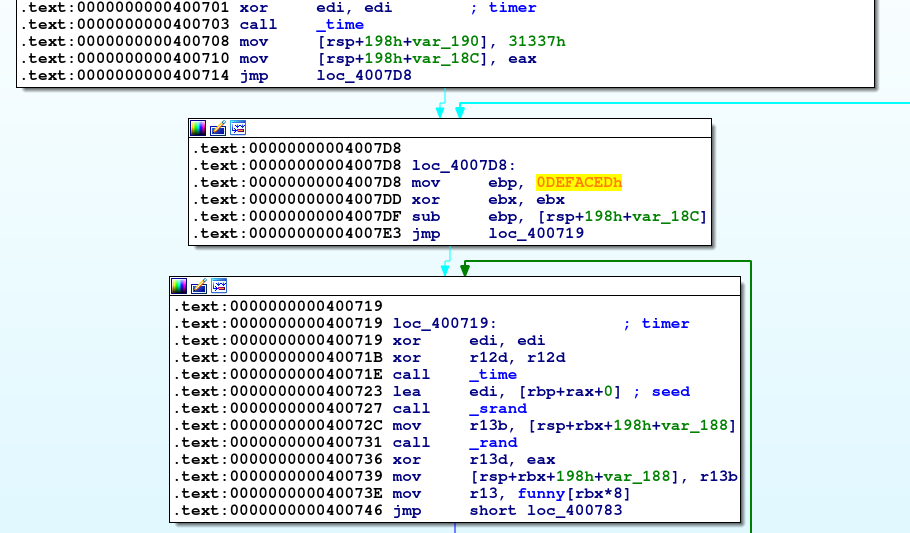 .text:0000000000400701 xor edi, edi ; timer
.text:0000000000400703 call _time
.text:0000000000400708 mov [rsp+198h+var_190], 31337h
.text:0000000000400710 mov [rsp+198h+var_18C], eax
.text:0000000000400714 jmp loc_4007D8
.text:00000000004007D8
.text:00000000004007D8 loc_4007D8:
.text:00000000004007D8 mov ebp, 0DEFACEDh
.text:00000000004007DD xor ebx, ebx
.text:00000000004007DF sub ebp, [rsp+198h+var_18C]
.text:00000000004007E3 jmp loc_400719
.text:0000000000400719
.text:0000000000400719 loc_400719: ; timer
.text:0000000000400719 xor edi, edi
.text:000000000040071B xor r12d, r12d
.text:000000000040071E call _time
.text:0000000000400723 lea edi, [rbp+rax+0] ; seed
.text:0000000000400727 call _srand
.text:000000000040072C mov r13b, [rsp+rbx+198h+var_188]
.text:0000000000400731 call _rand
.text:0000000000400736 xor r13d, eax
.text:0000000000400739 mov [rsp+rbx+198h+var_188], r13b
.text:000000000040073E mov r13, funny[rbx*8]
.text:0000000000400746 jmp short loc_400783